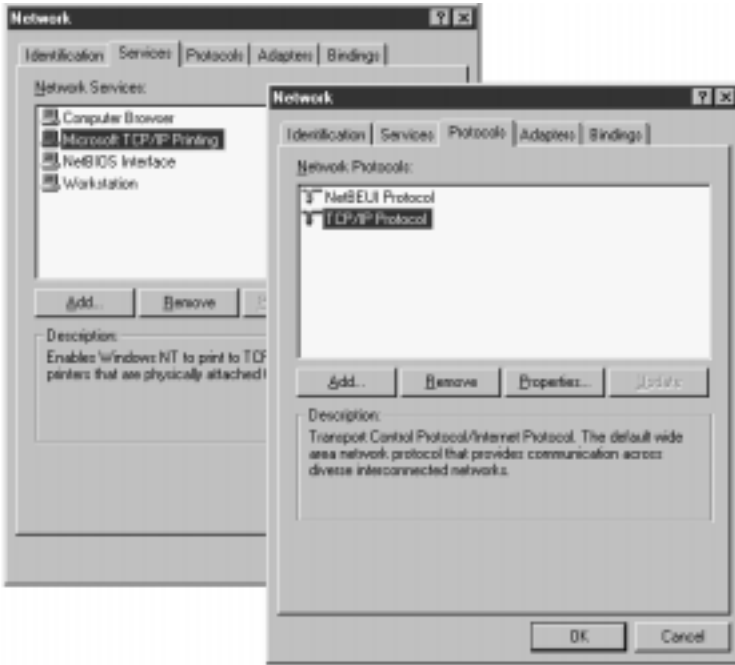 Network
Identification Services Protocols Adapters Bindings
Network Services:
Computer Browser
Microsoft TCP/IP Printing
NetBIOS Interface
Workstation
Add... Remove
Description:
Enables Windows NT to print to TCP
printers that are physically attached
Network
Identification Services Protocols Adapters Bindings
Network Protocols:
NetBEUI Protocol
TCP/IP Protocol
Add... Remove Properties... Update
Description:
Transport Control Protocol/Internet Protocol. The default wide
area network protocol that provides communication across
diverse interconnected networks.
OK Cancel